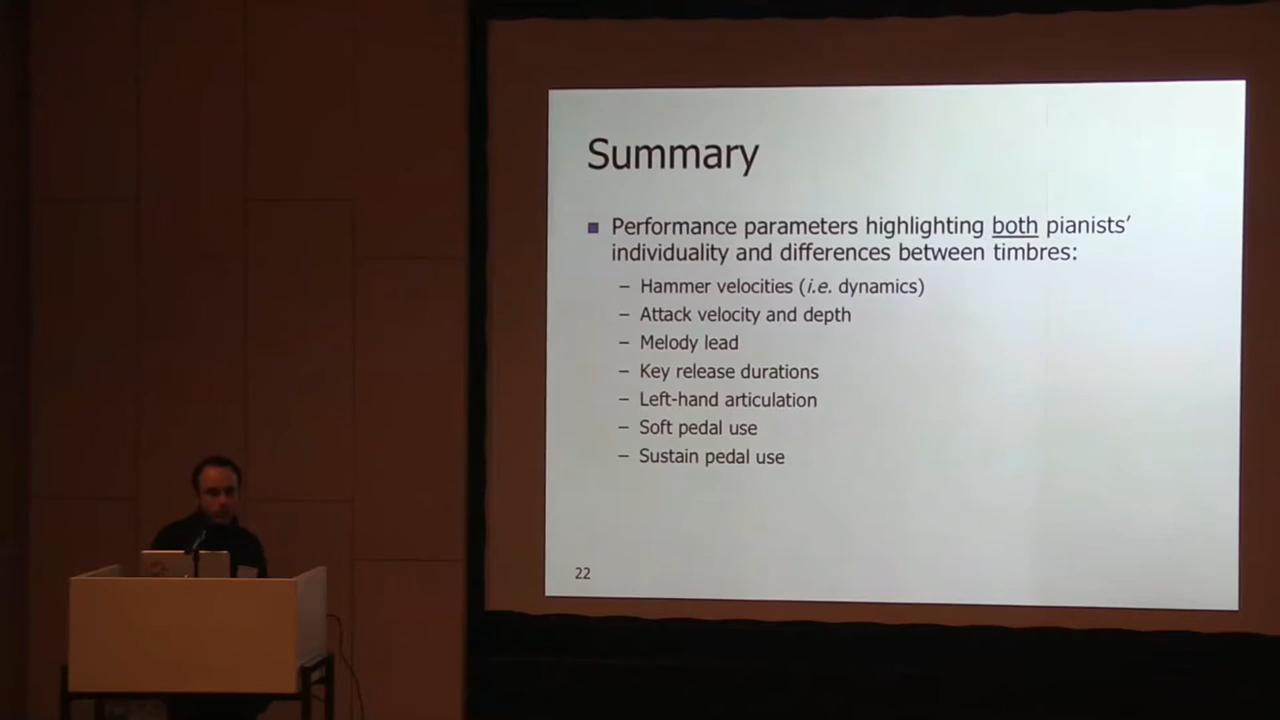 Summary
■ Performance parameters highlighting both pianists’
individuality and differences between timbres:
– Hammer velocities (i.e. dynamics)
– Attack velocity and depth
– Melody lead
– Key release durations
– Left-hand articulation
– Soft pedal use
– Sustain pedal use
22